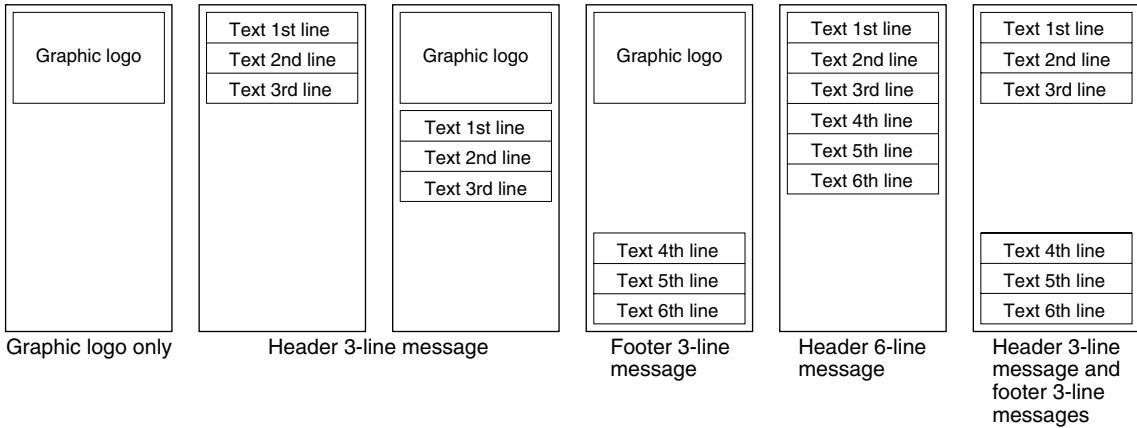 Graphic logo
Text 1st line
Text 2nd line
Text 3rd line
Graphic logo
Text 1st line
Text 2nd line
Text 3rd line
Graphic logo
Text 4th line
Text 5th line
Text 6th line
Text 1st line
Text 2nd line
Text 3rd line
Text 4th line
Text 5th line
Text 6th line
Text 1st line
Text 2nd line
Text 3rd line
Text 4th line
Text 5th line
Text 6th line
Graphic logo only
Header 3-line message
Footer 3-line
message
Header 6-line
message
Header 3-line
message and
footer 3-line
messages